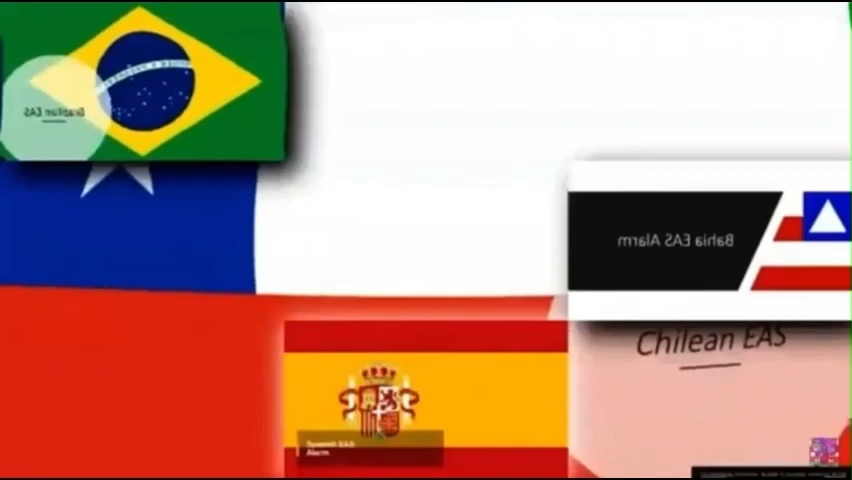 Brazilian EAS
Bahia EAS Alarm
Chilean EAS
Spanish EAS
Alarm